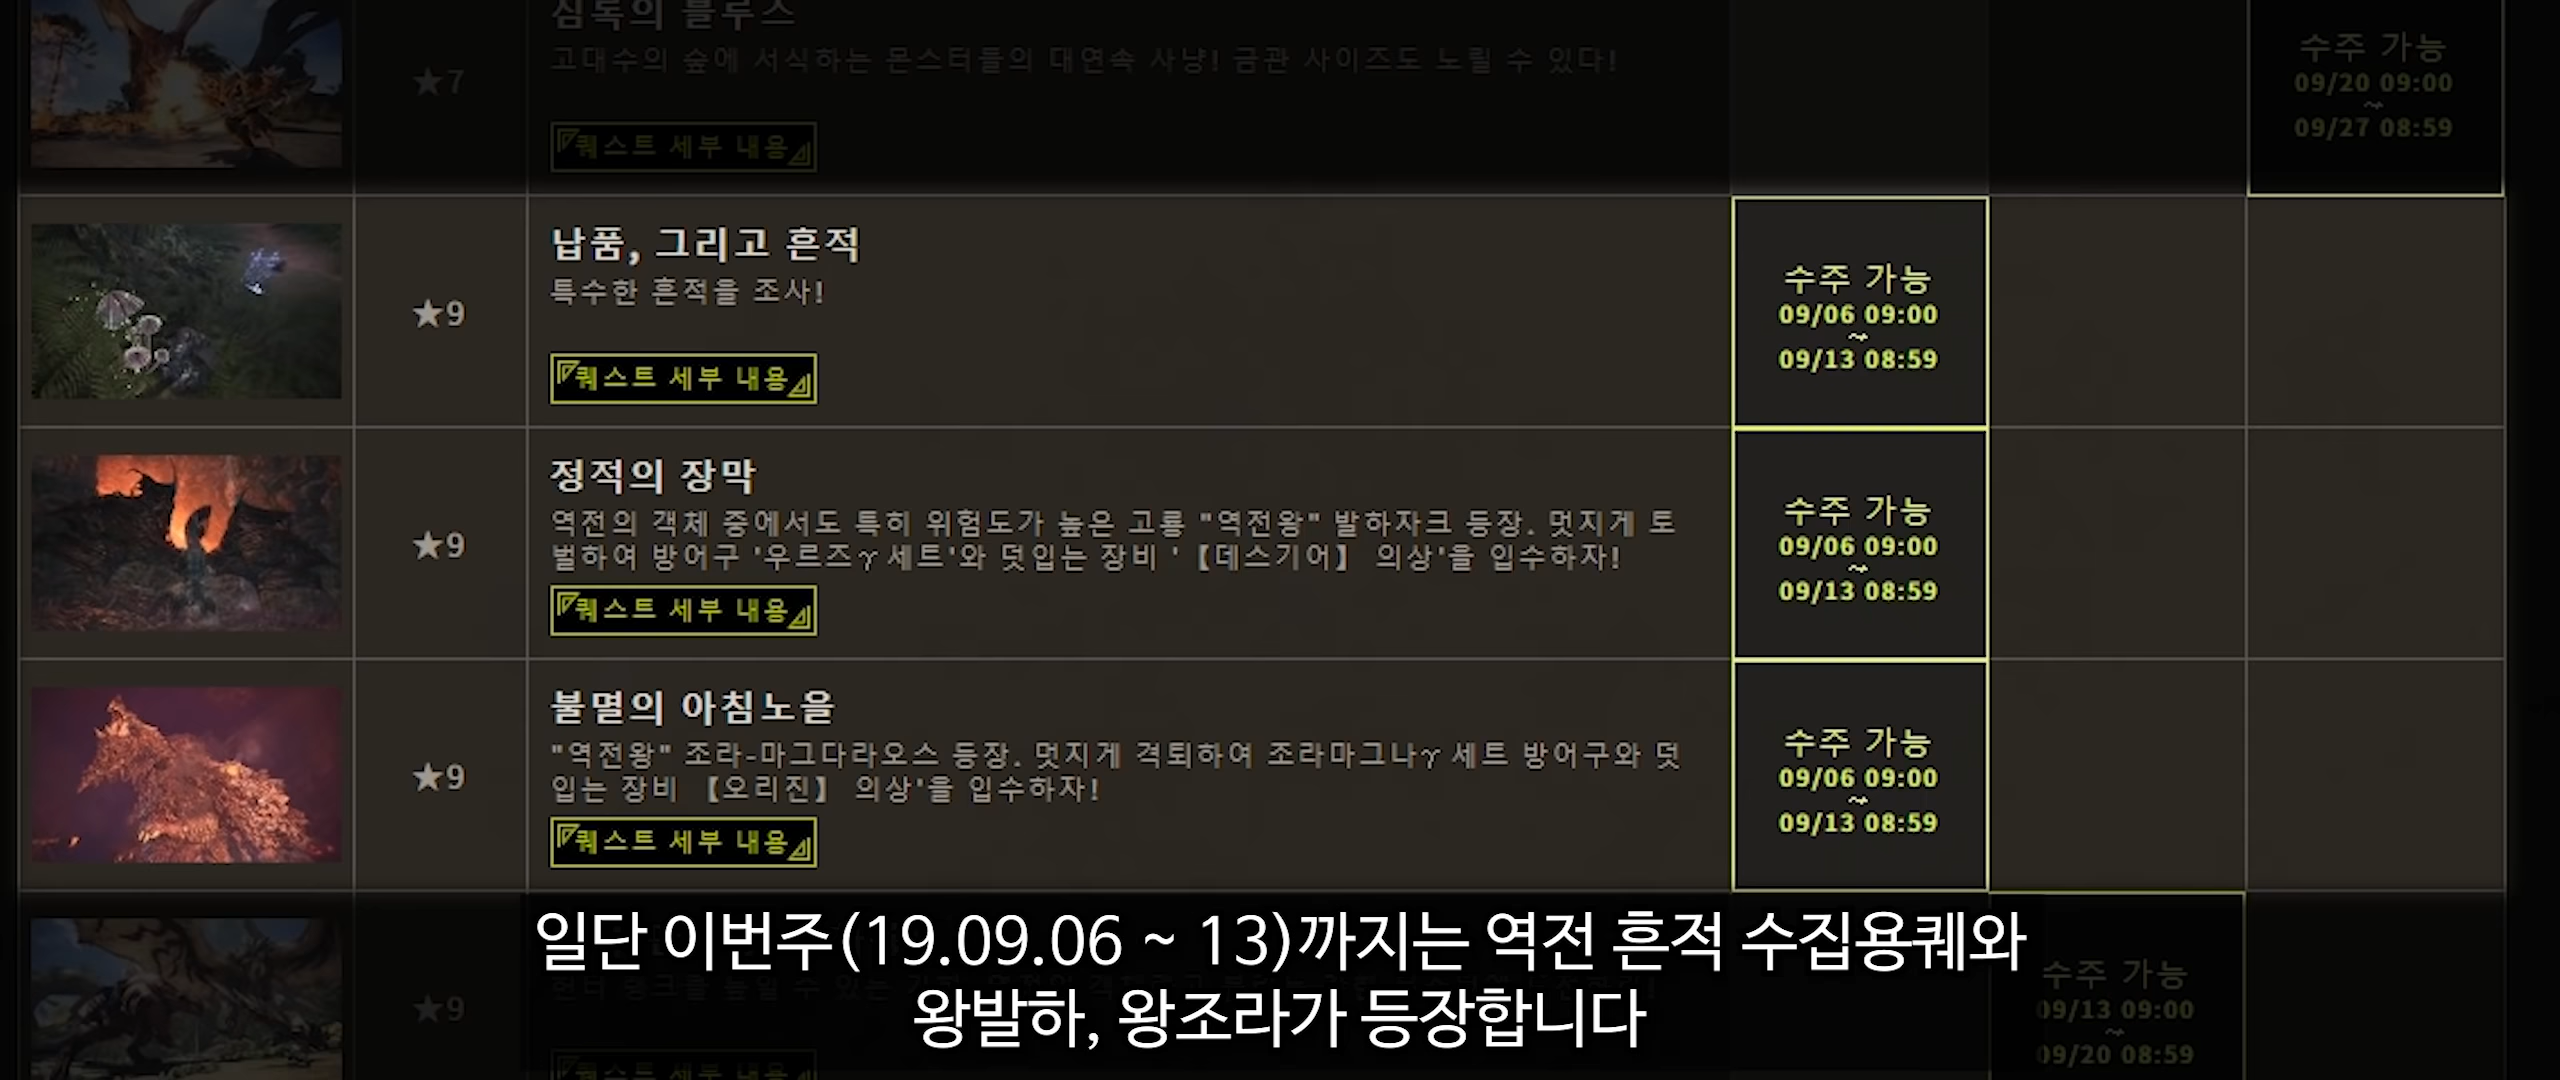 침묵의 블루스
고대수의 숲에 서식하는 몬스터들의 대연속 사냥! 금관 사이즈도 노릴 수 있다!
★7
퀘스트 세부 내용
수주 가능
09/20 09:00
~
09/27 08:59
납품, 그리고 흔적
특수한 흔적을 조사!
★9
퀘스트 세부 내용
수주 가능
09/06 09:00
~
09/13 08:59
정적의 장막
역전의 객체 중에서도 특히 위험도가 높은 고룡 "역전왕" 발하자크 등장. 멋지게 토
벌하여 방어구 '우르즈γ세트'와 덧입는 장비 '【데스기어】 의상'을 입수하자!
★9
퀘스트 세부 내용
수주 가능
09/06 09:00
~
09/13 08:59
불멸의 아침노을
"역전왕" 조라-마그다라오스 등장. 멋지게 격퇴하여 조라마그나γ세트 방어구와 덧
입는 장비 【오리진】 의상'을 입수하자!
★9
퀘스트 세부 내용
수주 가능
09/06 09:00
~
09/13 08:59
★9
퀘스트 세부 내용
수주 가능
09/13 09:00
~
09/20 08:59
일단 이번주(19.09.06 ~ 13)까지는 역전 흔적 수집용퀘와
왕발하, 왕조라가 등장합니다